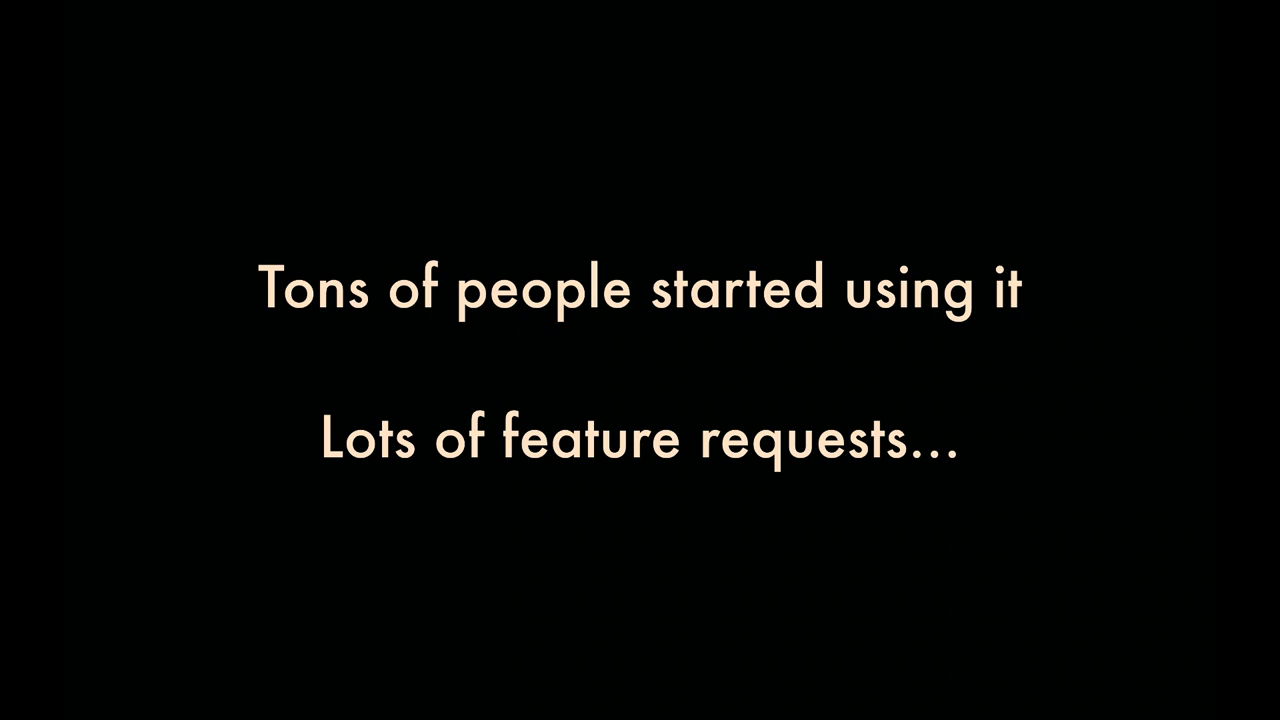 Tons of people started using it
Lots of feature requests...